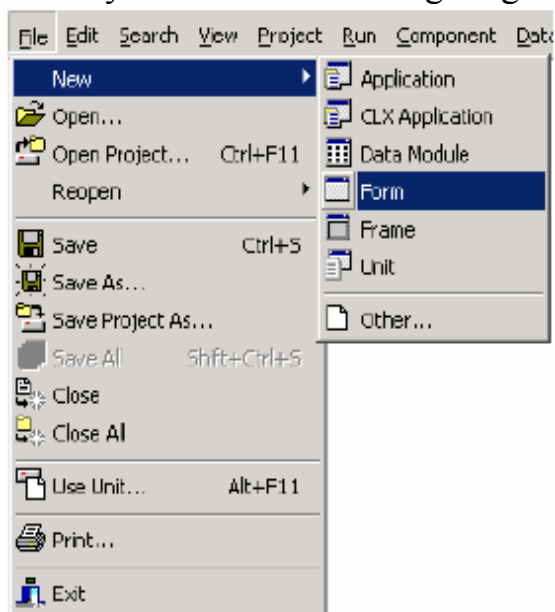 File Edit Search View Project Run Component Data
New
Open...
Open Project... Ctrl+F11
Reopen
Save Ctrl+S
Save As...
Save Project As...
Save All Shft+Ctrl+S
Close
Close All
Use Unit... Alt+F11
Print...
Exit
Application
CLX Application
Data Module
Form
Frame
Unit
Other...